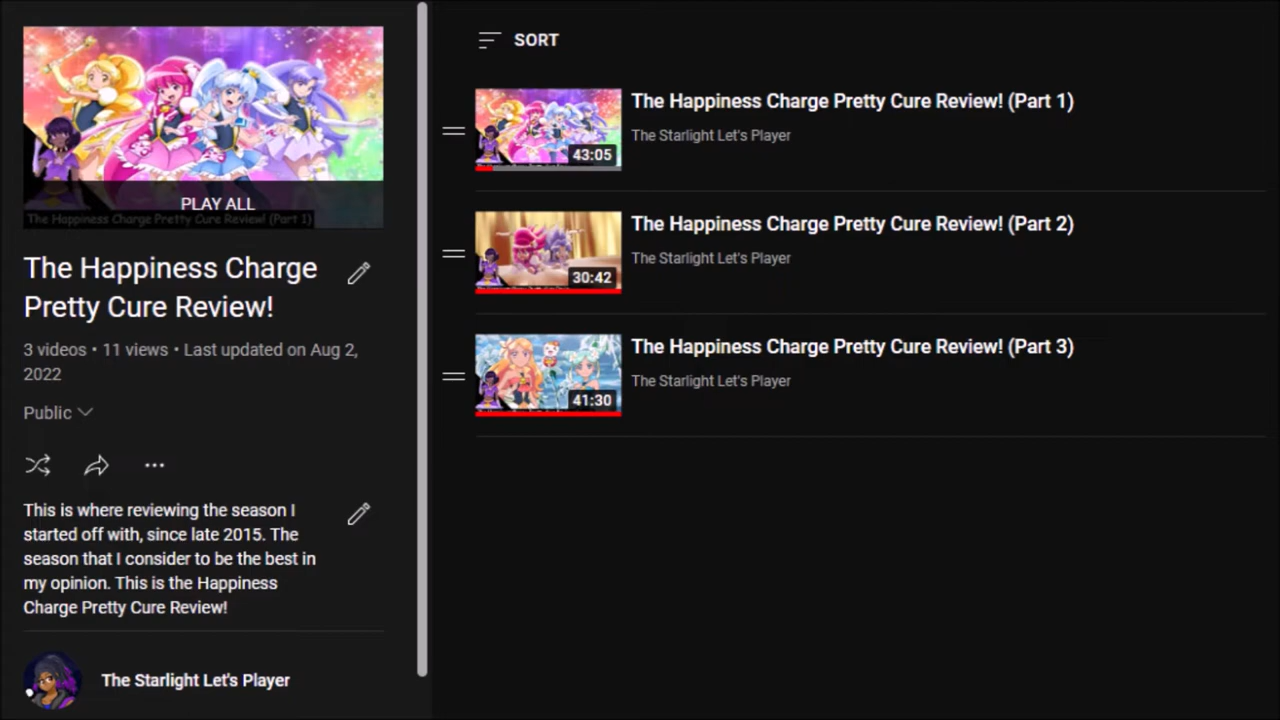 PLAY ALL
The Happiness Charge Pretty Cure Review! (Part 1)
The Happiness Charge
Pretty Cure Review!
3 videos • 11 views • Last updated on Aug 2,
2022
Public
This is where reviewing the season I
started off with, since late 2015. The
season that I consider to be the best in
my opinion. This is the Happiness
Charge Pretty Cure Review!
The Starlight Let's Player
SORT
The Happiness Charge Pretty Cure Review! (Part 1)
The Starlight Let's Player
43:05
The Happiness Charge Pretty Cure Review! (Part 2)
The Starlight Let's Player
30:42
The Happiness Charge Pretty Cure Review! (Part 3)
The Starlight Let's Player
41:30